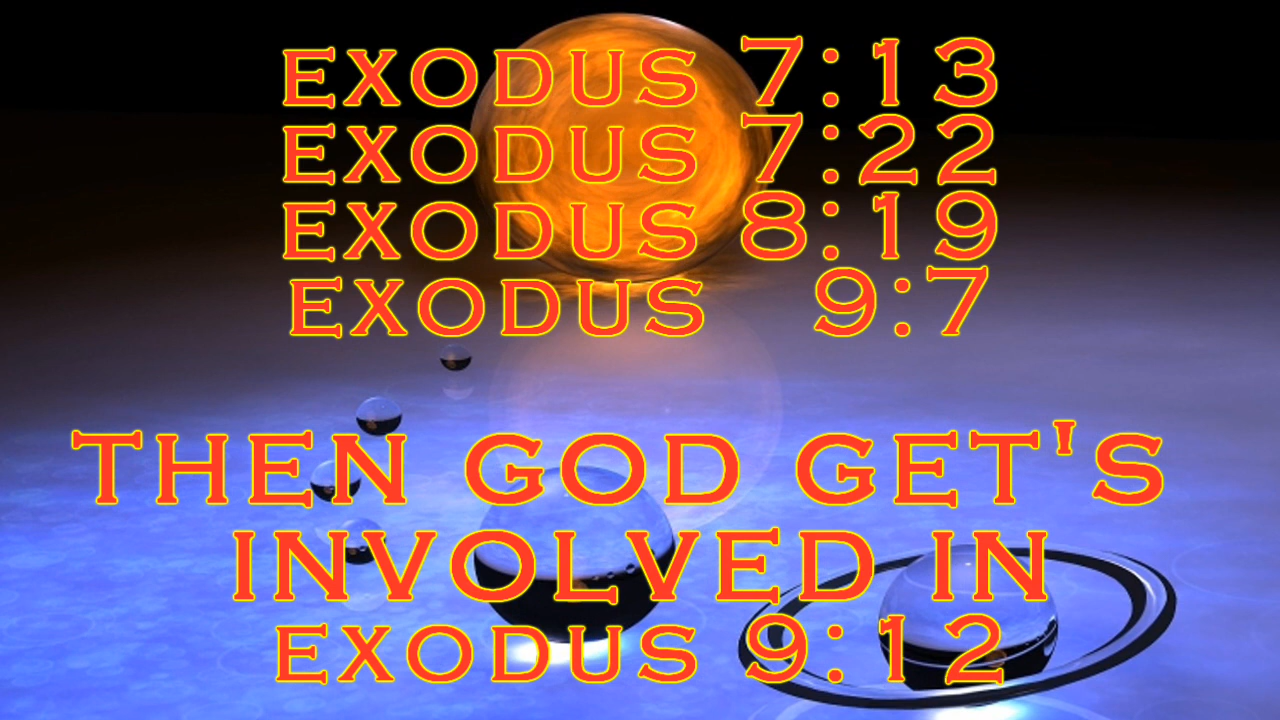 EXODUS 7:13
EXODUS 7:22
EXODUS 8:19
EXODUS 9:7
THEN GOD GET'S
INVOLVED IN
EXODUS 9:12